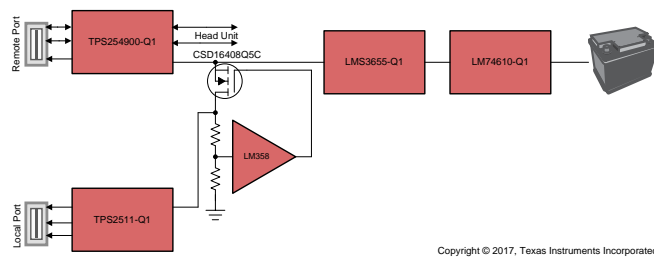 Remote Port
TPS254900-Q1
Head Unit
CSD16408Q5C
LMS3655-Q1
LM74610-Q1
LM358
Local Port
TPS2511-Q1
Copyright © 2017, Texas Instruments Incorporated